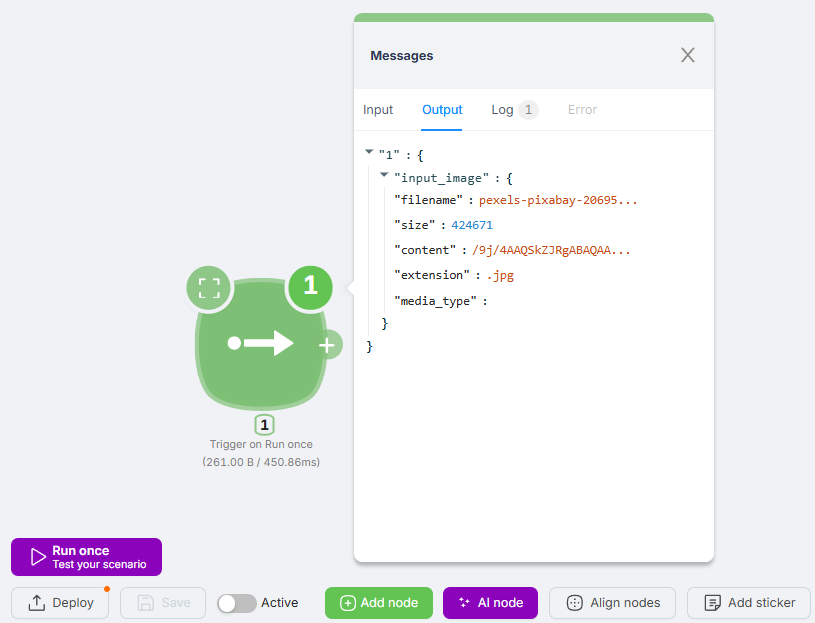 Messages
Input Output Log 1 Error
"1" : {
"input_image" : {
"filename" : pexels-pixabay-20695...
"size" : 424671
"content" : /9j/4AAQSkZJRgABAQAA...
"extension" : .jpg
"media_type" :
}
}
1
1
Trigger on Run once
(261.00 B / 450.86ms)
Run once
Test your scenario
Deploy Save Active Add node AI node Align nodes Add sticker